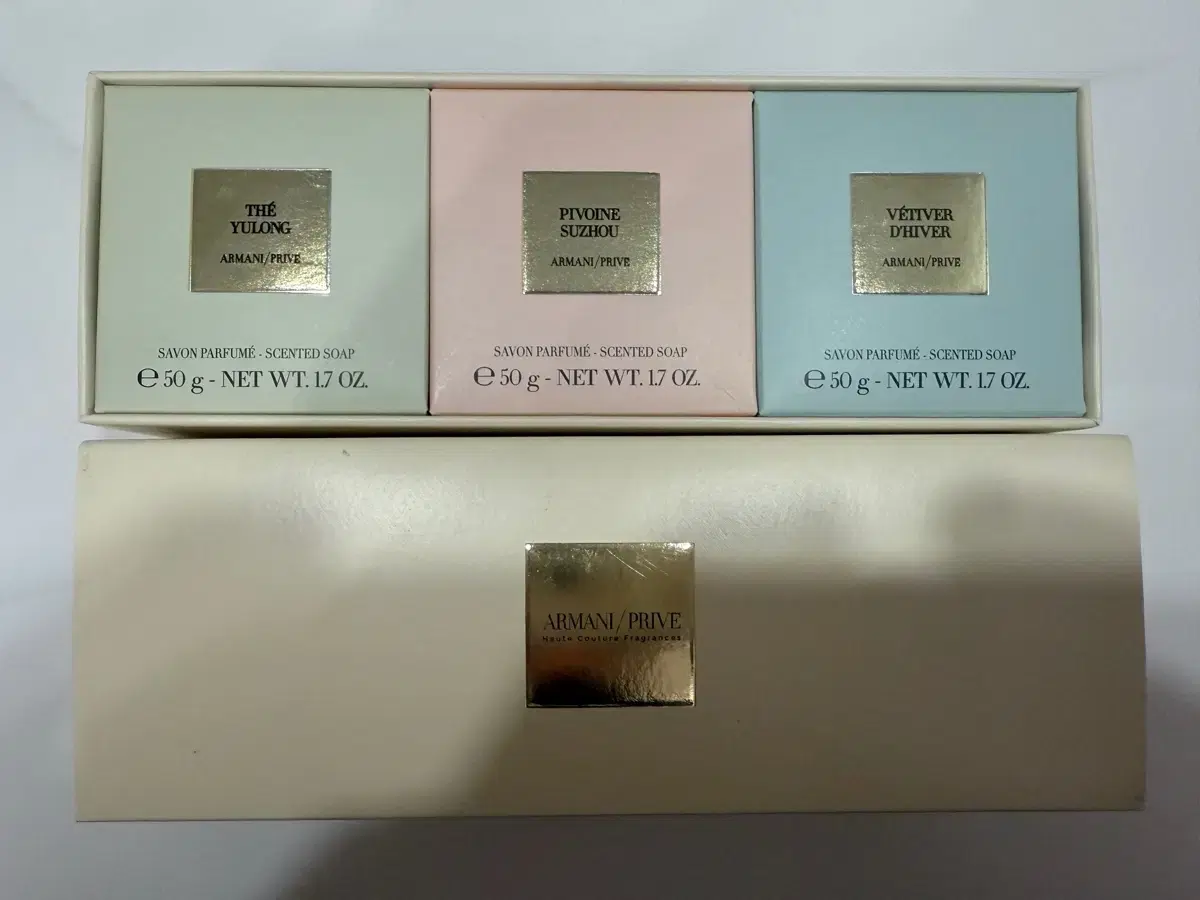 THÉ
YULONG
ARMANI/PRIVE
SAVON PARFUMÉ - SCENTED SOAP
℮ 50 g - NET WT. 1.7 OZ.
PIVOINE
SUZHOU
ARMANI/PRIVE
SAVON PARFUMÉ - SCENTED SOAP
℮ 50 g - NET WT. 1.7 OZ.
VÉTIVER
D'HIVER
ARMANI/PRIVE
SAVON PARFUMÉ - SCENTED SOAP
℮ 50 g - NET WT. 1.7 OZ.
ARMANI/PRIVE
Haute Couture Fragrances